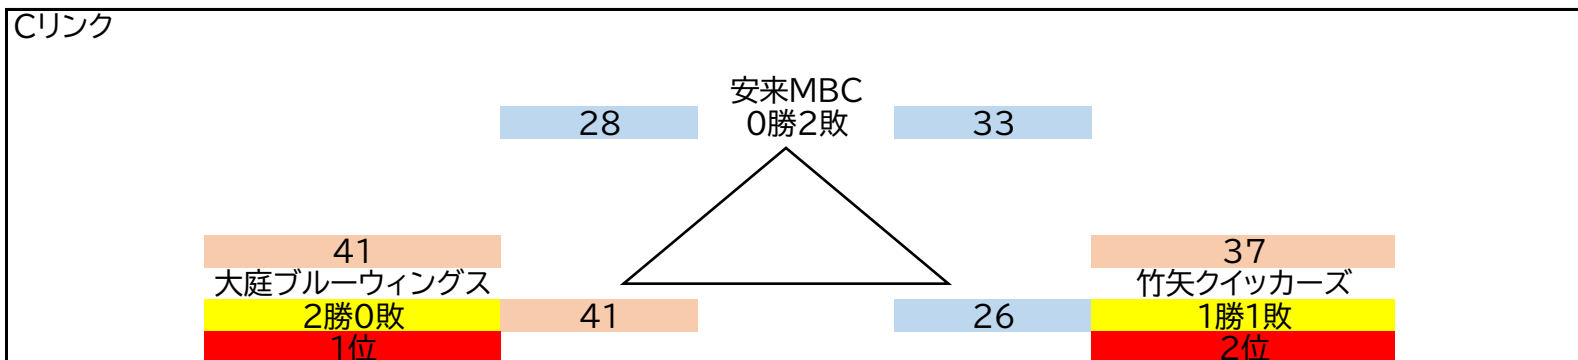 Cリンク
安来MBC
28
0勝2敗
33
41
37
大庭ブルーウィングス
竹矢クイッカーズ
2勝0敗
41
26
1勝1敗
1位
2位